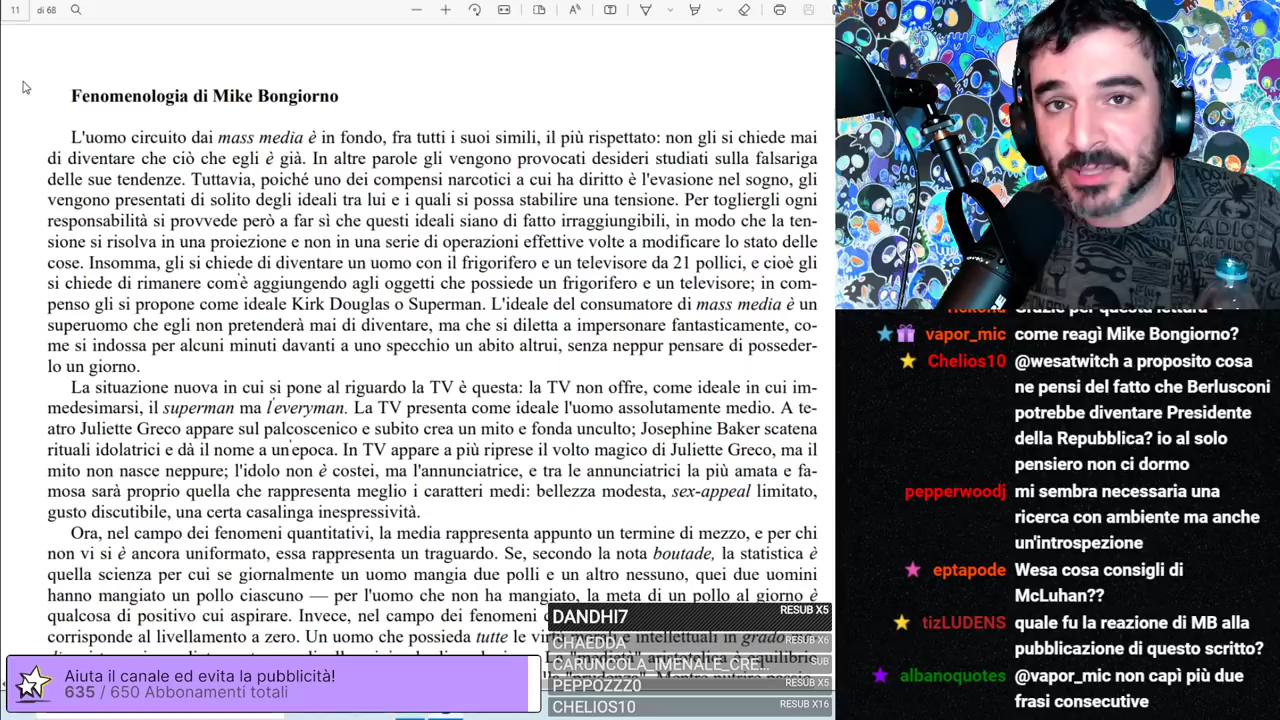 11 di 68
Fenomenologia di Mike Bongiorno
L'uomo circuito dai mass media è in fondo, fra tutti i suoi simili, il più rispettato: non gli si chiede mai
di diventare che ciò che egli è già. In altre parole gli vengono provocati desideri studiati sulla falsariga
delle sue tendenze. Tuttavia, poiché uno dei compensi narcotici a cui ha diritto è l'evasione nel sogno, gli
vengono presentati di solito degli ideali tra lui e i quali si possa stabilire una tensione. Per togliergli ogni
responsabilità si provvede però a far sì che questi ideali siano di fatto irraggiungibili, in modo che la ten-
sione si risolva in una proiezione e non in una serie di operazioni effettive volte a modificare lo stato delle
cose. Insomma, gli si chiede di diventare un uomo con il frigorifero e un televisore da 21 pollici, e cioè gli
si chiede di rimanere com'è aggiungendo agli oggetti che possiede un frigorifero e un televisore; in com-
penso gli si propone come ideale Kirk Douglas o Superman. L'ideale del consumatore di mass media è un
superuomo che egli non pretenderà mai di diventare, ma che si diletta a impersonare fantasticamente, co-
me si indossa per alcuni minuti davanti a uno specchio un abito altrui, senza neppur pensare di posseder-
lo un giorno.
La situazione nuova in cui si pone al riguardo la TV è questa: la TV non offre, come ideale in cui im-
medesimarsi, il superman ma l'everyman. La TV presenta come ideale l'uomo assolutamente medio. A te-
atro Juliette Greco appare sul palcoscenico e subito crea un mito e fonda unculto; Josephine Baker scatena
rituali idolatrici e dà il nome a un'epoca. In TV appare a più riprese il volto magico di Juliette Greco, ma il
mito non nasce neppure; l'idolo non è costei, ma l'annunciatrice, e tra le annunciatrici la più amata e fa-
mosa sarà proprio quella che rappresenta meglio i caratteri medi: bellezza modesta, sex-appeal limitato,
gusto discutibile, una certa casalinga inespressività.
Ora, nel campo dei fenomeni quantitativi, la media rappresenta appunto un termine di mezzo, e per chi
non vi si è ancora uniformato, essa rappresenta un traguardo. Se, secondo la nota boutade, la statistica è
quella scienza per cui se giornalmente un uomo mangia due polli e un altro nessuno, quei due uomini
hanno mangiato un pollo ciascuno — per l'uomo che non ha mangiato, la meta di un pollo al giorno è
qualcosa di positivo cui aspirare. Invece, nel campo dei fenomeni
corrisponde al livellamento a zero. Un uomo che possieda tutte le intellettuali in
DANDHI7 RESUB X5
CHAEDDA RESUB X6
CARUNCOLA_IMENALE_CRE... SUB
PEPPOZZZ0 RESUB X5
CHELIOS10 RESUB X16
Aiuta il canale ed evita la pubblicità!
635 / 650 Abbonamenti totali
vapor_mic come reagì Mike Bongiorno?
Chelios10 @wesatwitch a proposito cosa
ne pensi del fatto che Berlusconi
potrebbe diventare Presidente
della Repubblica? io al solo
pensiero non ci dormo
pepperwoodj mi sembra necessaria una
ricerca con ambiente ma anche
un'introspezione
eptapode Wesa cosa consigli di
McLuhan??
tizLUDENS quale fu la reazione di MB alla
pubblicazione di questo scritto?
albanoquotes @vapor_mic non capì più due
frasi consecutive